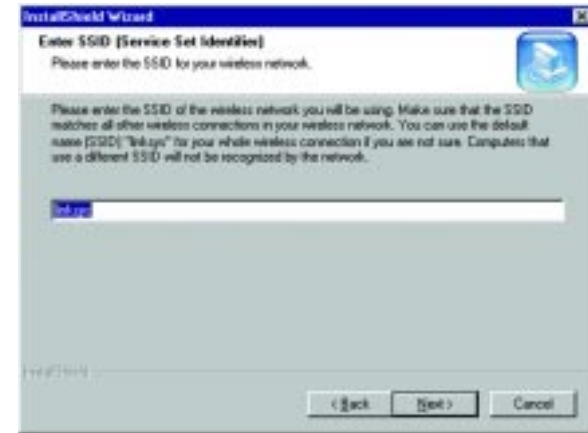 InstallShield Wizard
Enter SSID (Service Set Identifier)
Please enter the SSID for your wireless network.
Please enter the SSID of the wireless network you will be using. Make sure that the SSID
matches all other wireless connections in your wireless network. You can use the default
name (SSID) "linksys" for your whole wireless connection if you are not sure. Computers that
use a different SSID will not be recognized by the network.
linksys
InstallShield
< Back
Next >
Cancel